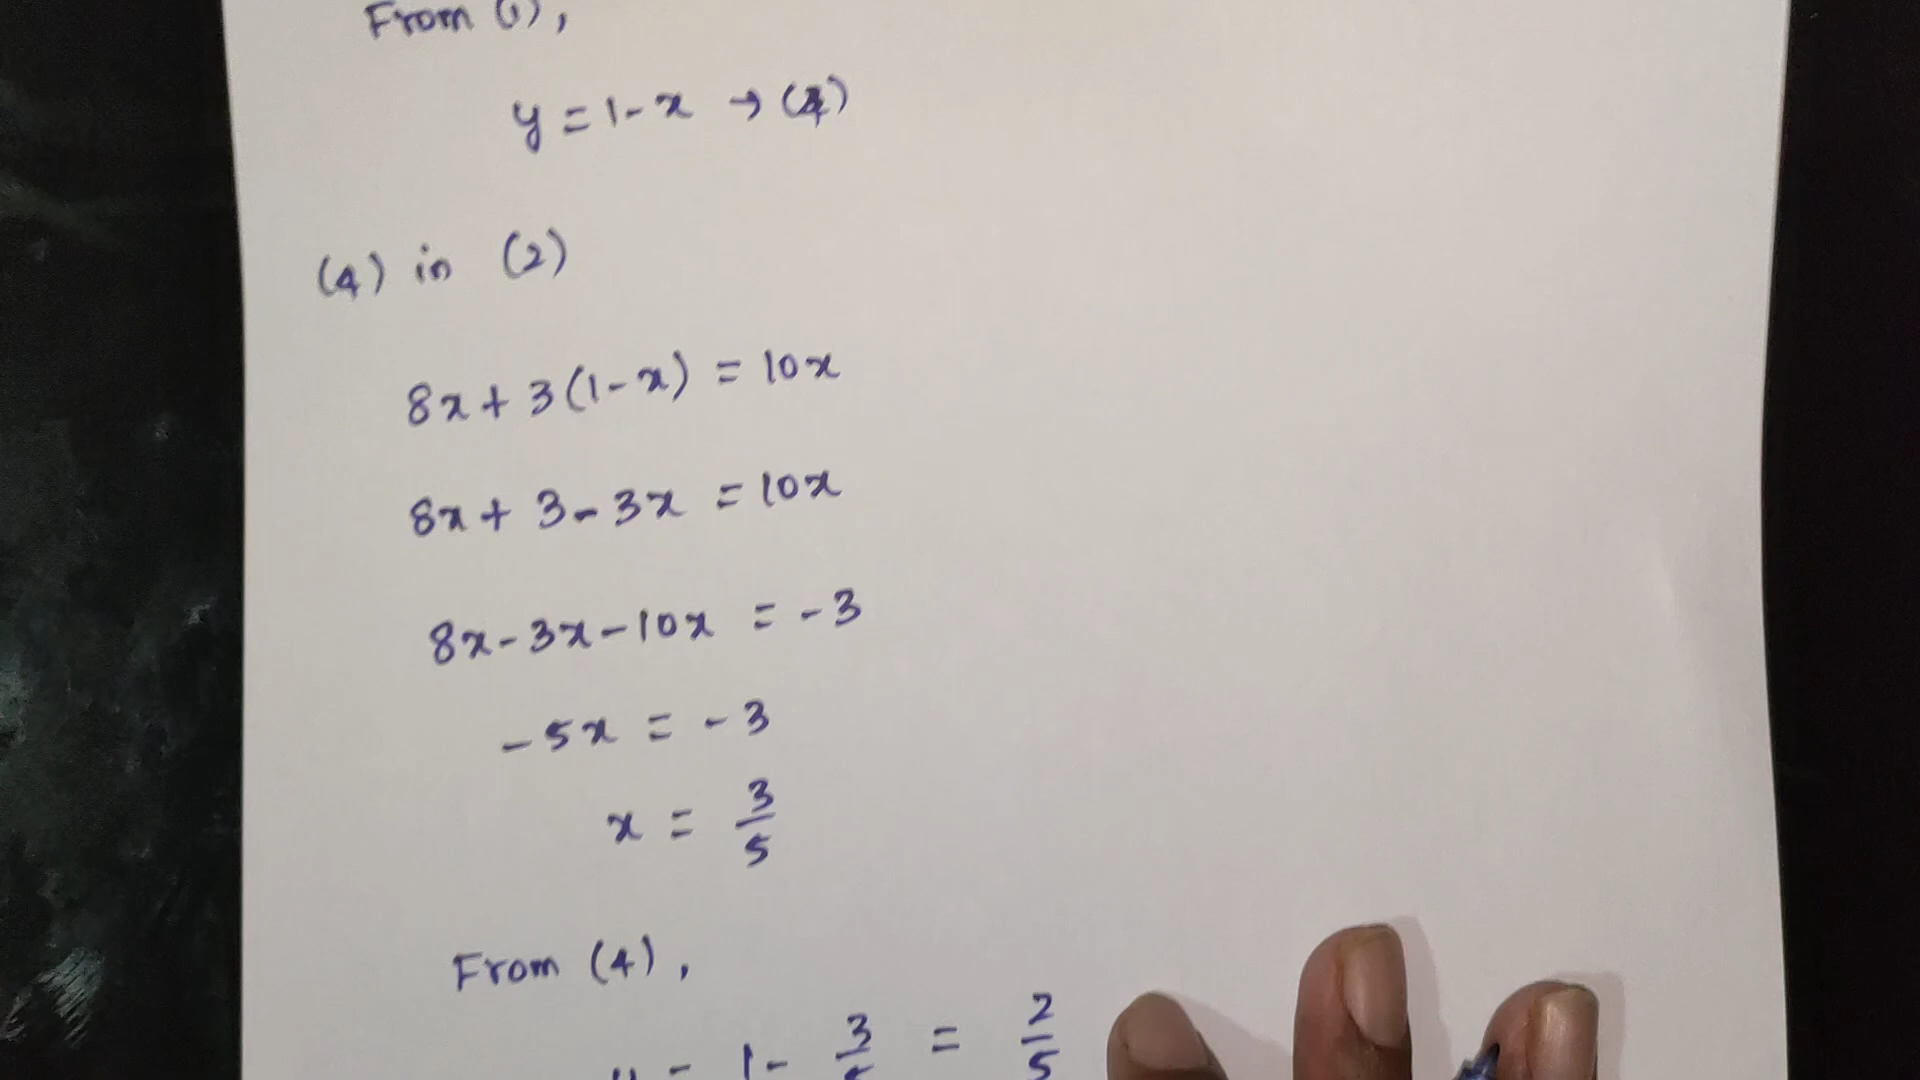 From (1),
y = 1 - x → (4)
(4) in (2)
8x + 3(1 - x) = 10x
8x + 3 - 3x = 10x
8x - 3x - 10x = -3
-5x = -3
x = 3/5
From (4),
y = 1 - 3/5 = 2/5